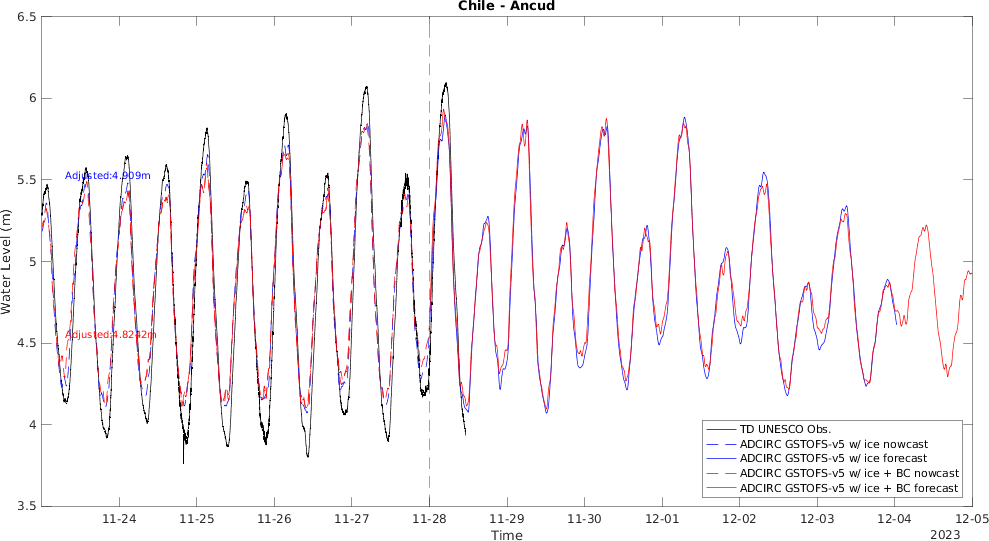 Chile - Ancud
6.5
6
5.5
5
4.5
4
3.5
Water Level (m)
Adjusted:4.909m
Adjusted:4.8242m
TD UNESCO Obs.
ADCIRC GSTOFS-v5 w/ ice nowcast
ADCIRC GSTOFS-v5 w/ ice forecast
ADCIRC GSTOFS-v5 w/ ice + BC nowcast
ADCIRC GSTOFS-v5 w/ ice + BC forecast
11-24 11-25 11-26 11-27 11-28 11-29 11-30 12-01 12-02 12-03 12-04 12-05
Time
2023